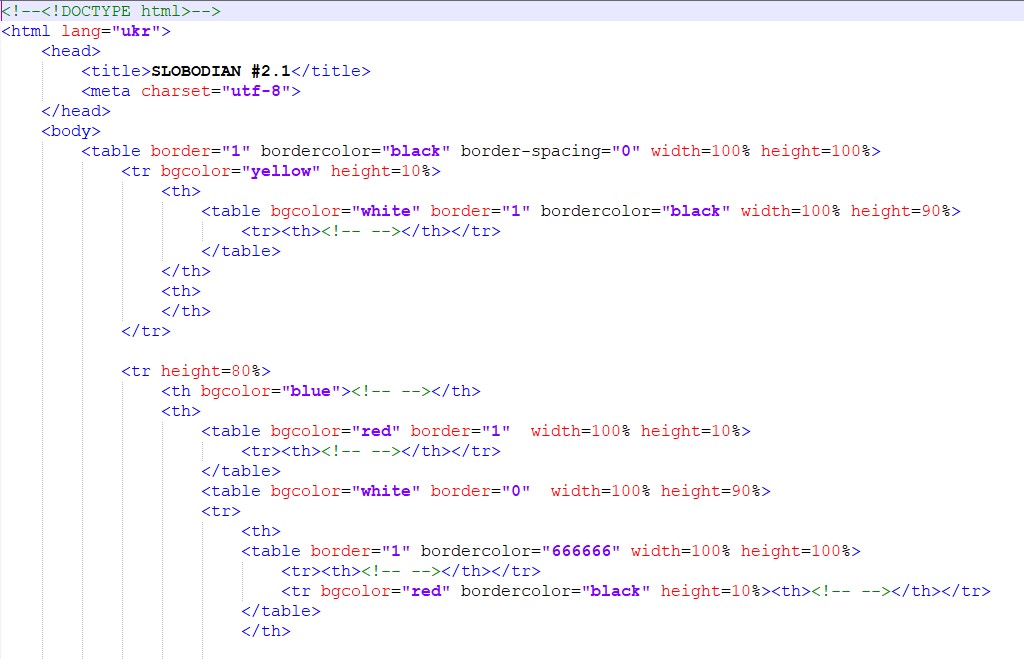 <!--<!DOCTYPE html>-->
<html lang="ukr">
<head>
<title>SLOBODIAN #2.1</title>
<meta charset="utf-8">
</head>
<body>
<table border="1" bordercolor="black" border-spacing="0" width=100% height=100%>
<tr bgcolor="yellow" height=10%>
<th>
<table bgcolor="white" border="1" bordercolor="black" width=100% height=90%>
<tr><th><!-- --></th></tr>
</table>
</th>
<th>
</th>
</tr>
<tr height=80%>
<th bgcolor="blue"><!-- --></th>
<th>
<table bgcolor="red" border="1"  width=100% height=10%>
<tr><th><!-- --></th></tr>
</table>
<table bgcolor="white" border="0"  width=100% height=90%>
<tr>
<th>
<table border="1" bordercolor="666666" width=100% height=100%>
<tr><th><!-- --></th></tr>
<tr bgcolor="red" bordercolor="black" height=10%><th><!-- --></th></tr>
</table>
</th>